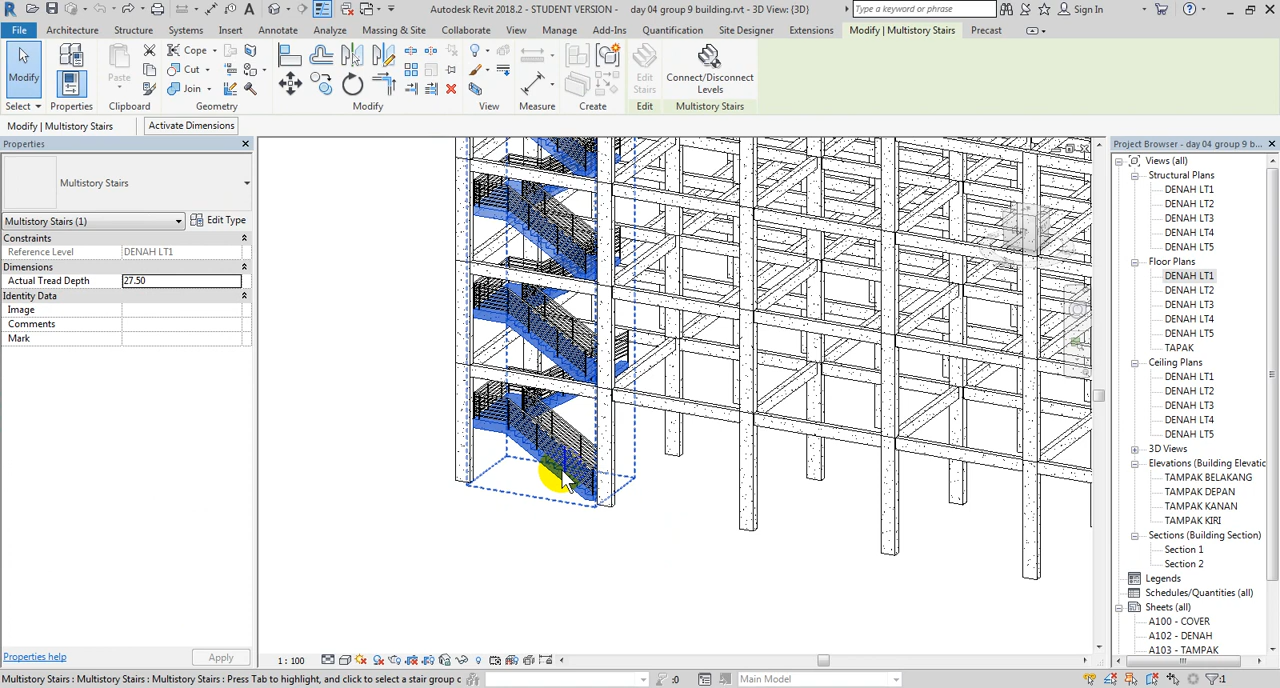 Autodesk Revit 2018.2 - STUDENT VERSION - day 04 group 9 building.rvt - 3D View: {3D}
Type a keyword or phrase
Sign In
File Architecture Structure Systems Insert Annotate Analyze Massing & Site Collaborate View Manage Add-Ins Quantification Site Designer Extensions Modify | Multistory Stairs Precast
Modify
Paste
Cope
Cut
Join
Edit Stairs
Connect/Disconnect Levels
Select Properties Clipboard Geometry Modify View Measure Create Edit Multistory Stairs
Modify | Multistory Stairs
Activate Dimensions
Properties
Multistory Stairs
Multistory Stairs (1)
Edit Type
Constraints
Reference Level DENAH LT1
Dimensions
Actual Tread Depth 27.50
Identity Data
Image
Comments
Mark
Properties help
Apply
Project Browser - day 04 group 9 b...
Views (all)
Structural Plans
DENAH LT1
DENAH LT2
DENAH LT3
DENAH LT4
DENAH LT5
Floor Plans
DENAH LT1
DENAH LT2
DENAH LT3
DENAH LT4
DENAH LT5
TAPAK
Ceiling Plans
DENAH LT1
DENAH LT2
DENAH LT3
DENAH LT4
DENAH LT5
3D Views
Elevations (Building Elevatio
TAMPAK BELAKANG
TAMPAK DEPAN
TAMPAK KANAN
TAMPAK KIRI
Sections (Building Section)
Section 1
Section 2
Legends
Schedules/Quantities (all)
Sheets (all)
A100 - COVER
A102 - DENAH
A103 - TAMPAK
1 : 100
Multistory Stairs : Multistory Stairs : Multistory Stairs : Press Tab to highlight, and click to select a stair group c
:0
Main Model
:1